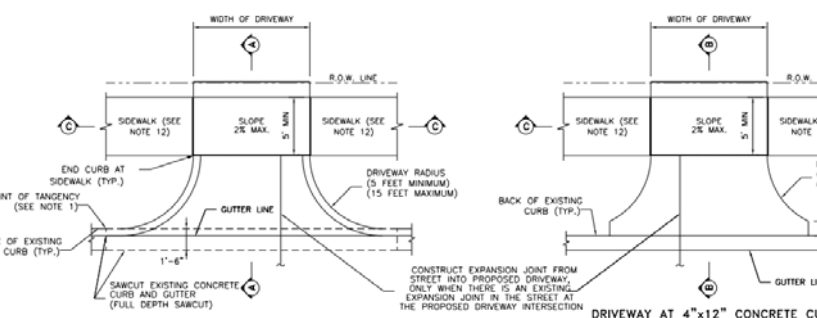 WIDTH OF DRIVEWAY
A
R.O.W. LINE
C
SIDEWALK (SEE
NOTE 12)
SLOPE
2% MAX.
5' MIN
SIDEWALK (SEE
NOTE 12)
C
END CURB AT
SIDEWALK (TYP.)
DRIVEWAY RADIUS
(5 FEET MINIMUM)
(15 FEET MAXIMUM)
NT OF TANGENCY
(SEE NOTE 1)
GUTTER LINE
OF EXISTING
CURB (TYP.)
1'-6"
SAWCUT EXISTING CONCRETE
CURB AND GUTTER
(FULL DEPTH SAWCUT)
A
CONSTRUCT EXPANSION JOINT FROM
STREET INTO PROPOSED DRIVEWAY,
ONLY WHEN THERE IS AN EXISTING
EXPANSION JOINT IN THE STREET AT
THE PROPOSED DRIVEWAY INTERSECTION
WIDTH OF DRIVEWAY
B
R.O.W.
C
SIDEWALK (SEE
NOTE 12)
SLOPE
2% MAX.
5' MIN
SIDEWALK
NOTE
BACK OF EXISTING
CURB (TYP.)
B
GUTTER LI
DRIVEWAY AT 4"x12" CONCRETE CU